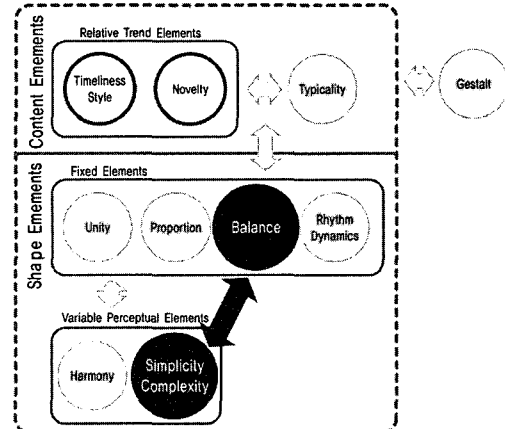 Relative Trend Elements
Content Emements
Timeliness
Style
Novelty
Typicality
Gestalt
Shape Emements
Fixed Elements
Unity
Proportion
Balance
Rhythm
Dynamics
Variable Perceptual Elements
Harmony
Simplicity
Complexity